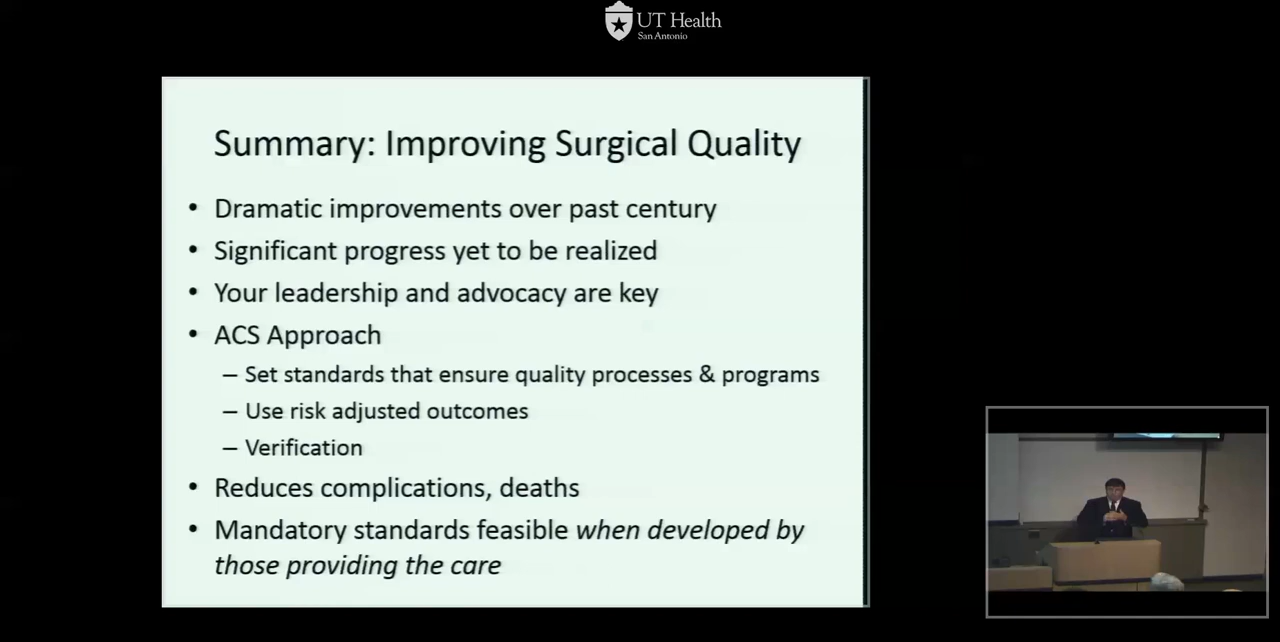 UT Health
San Antonio
Summary: Improving Surgical Quality
• Dramatic improvements over past century
• Significant progress yet to be realized
• Your leadership and advocacy are key
• ACS Approach
– Set standards that ensure quality processes & programs
– Use risk adjusted outcomes
– Verification
• Reduces complications, deaths
• Mandatory standards feasible when developed by
those providing the care